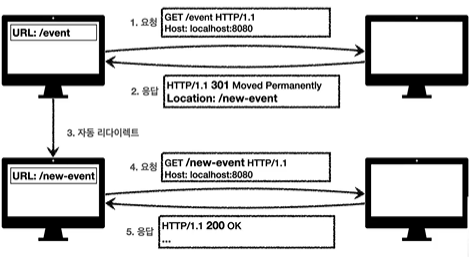 URL: /event
1. 요청
GET /event HTTP/1.1
Host: localhost:8080
2. 응답
HTTP/1.1 301 Moved Permanently
Location: /new-event
3. 자동 리다이렉트
URL: /new-event
4. 요청
GET /new-event HTTP/1.1
Host: localhost:8080
5. 응답
HTTP/1.1 200 OK
...